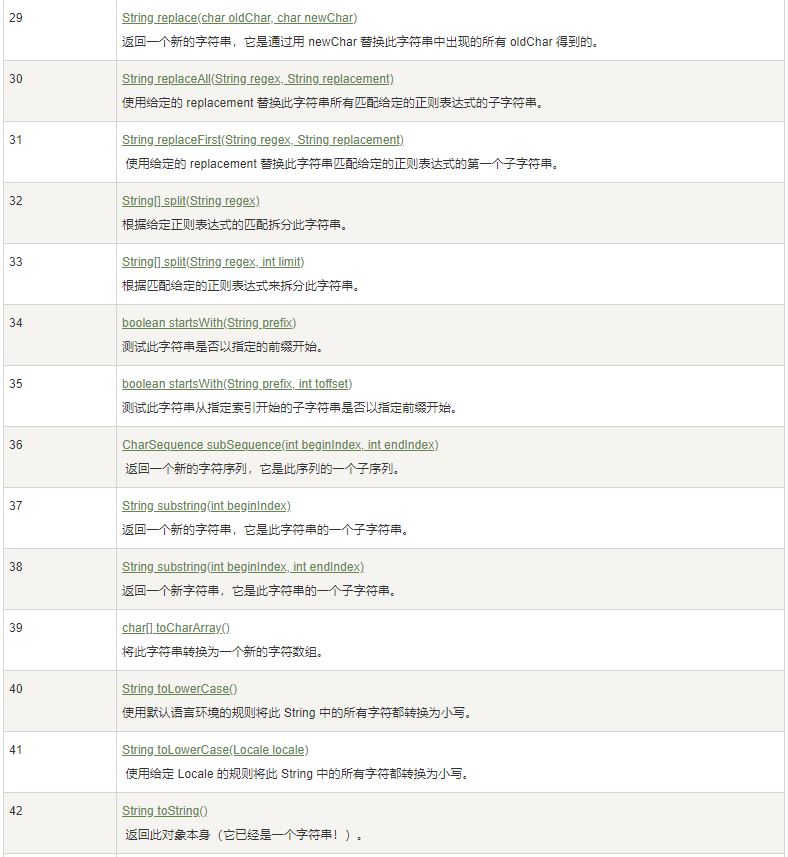 29 String replace(char oldChar, char newChar)
返回一个新的字符串，它是通过用 newChar 替换此字符串中出现的所有 oldChar 得到的。
30 String replaceAll(String regex, String replacement)
使用给定的 replacement 替换此字符串所有匹配给定的正则表达式的子字符串。
31 String replaceFirst(String regex, String replacement)
使用给定的 replacement 替换此字符串匹配给定的正则表达式的第一个子字符串。
32 String[] split(String regex)
根据给定正则表达式的匹配拆分此字符串。
33 String[] split(String regex, int limit)
根据匹配给定的正则表达式来拆分此字符串。
34 boolean startsWith(String prefix)
测试此字符串是否以指定的前缀开始。
35 boolean startsWith(String prefix, int toffset)
测试此字符串从指定索引开始的子字符串是否以指定前缀开始。
36 CharSequence subSequence(int beginIndex, int endIndex)
返回一个新的字符序列，它是此序列的一个子序列。
37 String substring(int beginIndex)
返回一个新的字符串，它是此字符串的一个子字符串。
38 String substring(int beginIndex, int endIndex)
返回一个新字符串，它是此字符串的一个子字符串。
39 char[] toCharArray()
将此字符串转换为一个新的字符数组。
40 String toLowerCase()
使用默认语言环境的规则将此 String 中的所有字符都转换为小写。
41 String toLowerCase(Locale locale)
使用给定 Locale 的规则将此 String 中的所有字符都转换为小写。
42 String toString()
返回此对象本身（它已经是一个字符串！）。